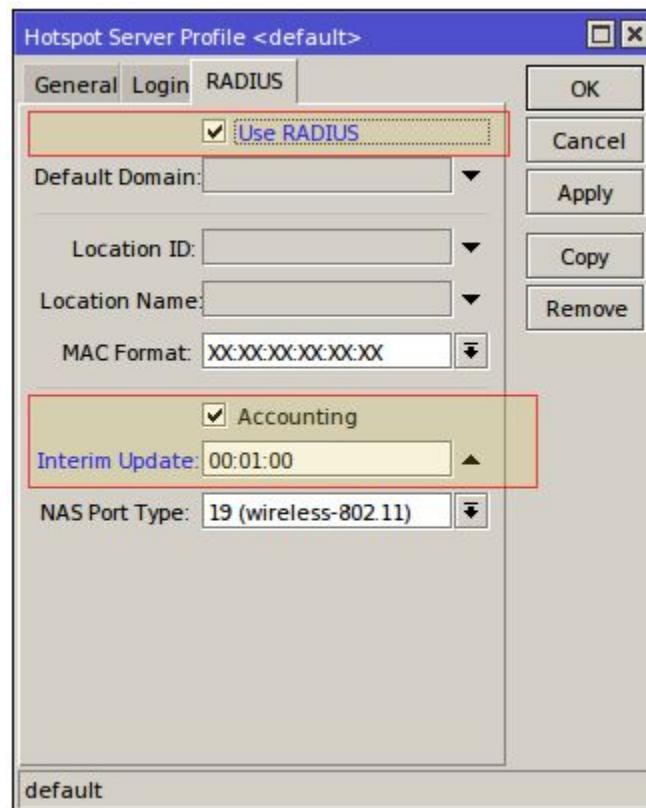 Hotspot Server Profile <default>
General Login RADIUS
Use RADIUS
Default Domain:
Location ID:
Location Name:
MAC Format: XX:XX:XX:XX:XX:XX
Accounting
Interim Update: 00:01:00
NAS Port Type: 19 (wireless-802.11)
OK
Cancel
Apply
Copy
Remove
default